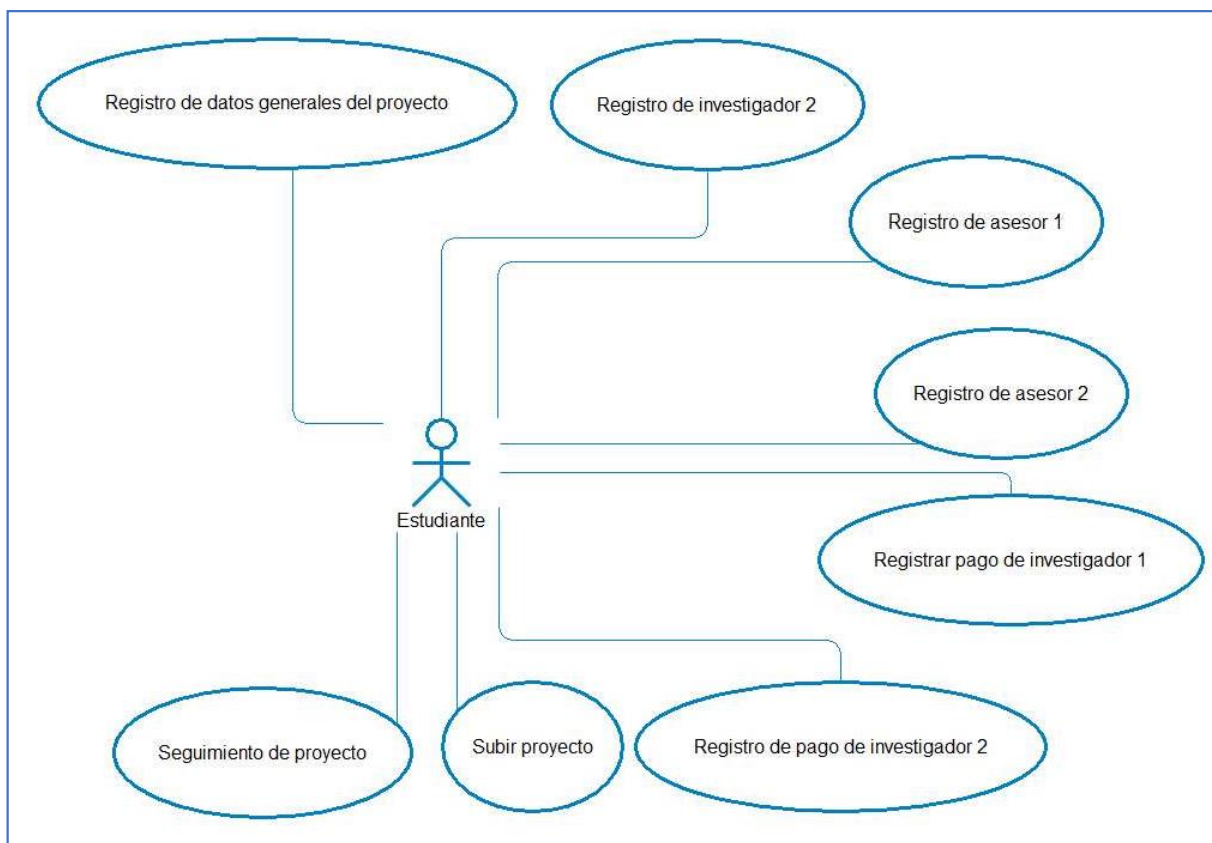 Registro de datos generales del proyecto
Registro de investigador 2
Registro de asesor 1
Registro de asesor 2
Estudiante
Registrar pago de investigador 1
Seguimiento de proyecto
Subir proyecto
Registro de pago de investigador 2